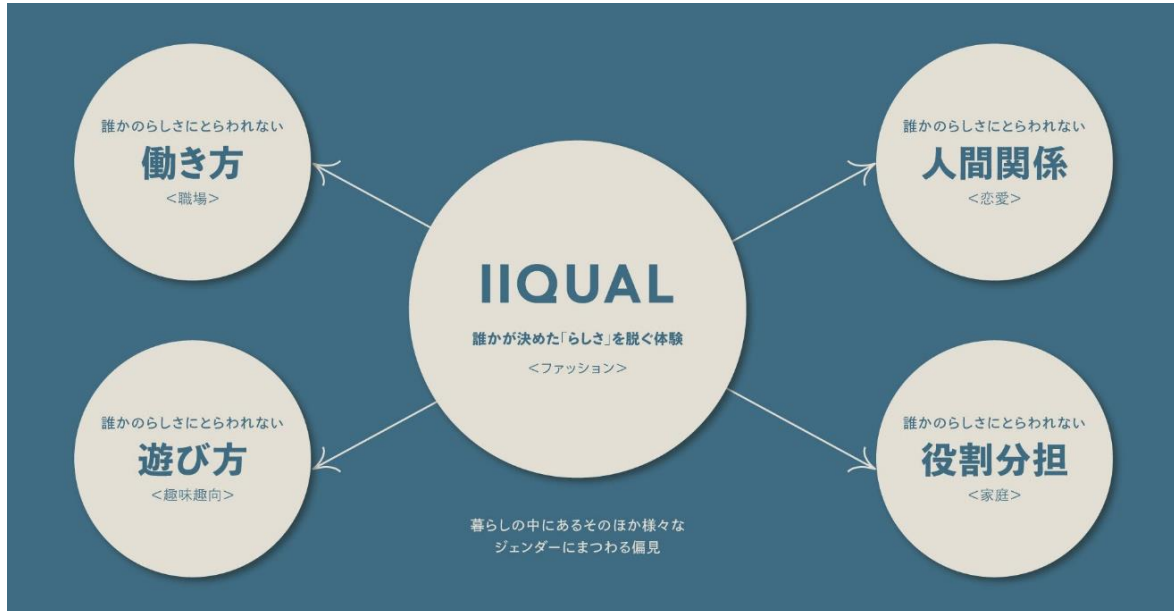 誰かのらしさにとらわれない
働き方
<職場>
誰かのらしさにとらわれない
人間関係
<恋愛>
IIQUAL
誰かが決めた「らしさ」を脱ぐ体験
<ファッション>
誰かのらしさにとらわれない
遊び方
<趣味趣向>
誰かのらしさにとらわれない
役割分担
<家庭>
暮らしの中にあるそのほか様々な
ジェンダーにまつわる偏見